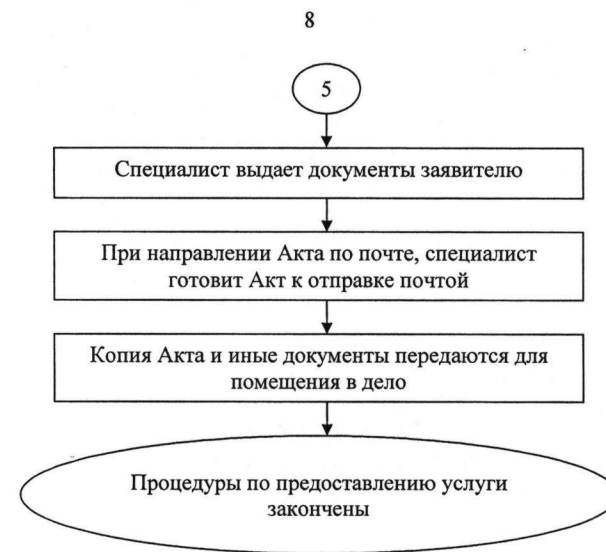 8
5
Специалист выдает документы заявителю
При направлении Акта по почте, специалист
готовит Акт к отправке почтой
Копия Акта и иные документы передаются для
помещения в дело
Процедуры по предоставлению услуги
закончены